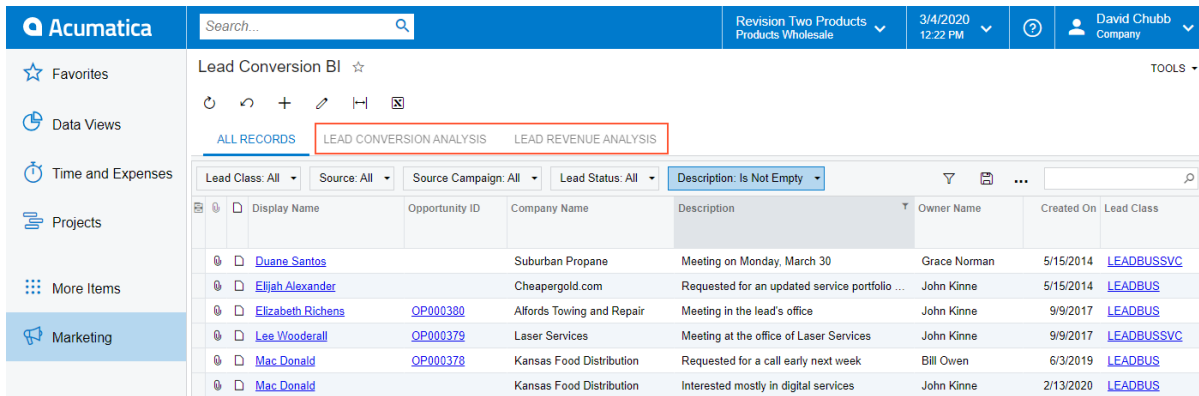 Acumatica
Search...
Revision Two Products
Products Wholesale
3/4/2020
12:22 PM
David Chubb
Company
Favorites
Data Views
Time and Expenses
Projects
More Items
Marketing
Lead Conversion BI
TOOLS
ALL RECORDS LEAD CONVERSION ANALYSIS LEAD REVENUE ANALYSIS
Lead Class: All Source: All Source Campaign: All Lead Status: All Description: Is Not Empty
Display Name Opportunity ID Company Name Description Owner Name Created On Lead Class
Duane Santos Suburban Propane Meeting on Monday, March 30 Grace Norman 5/15/2014 LEADBUSSVC
Elijah Alexander Cheapergold.com Requested for an updated service portfolio ... John Kinne 5/15/2014 LEADBUS
Elizabeth Richens OP000380 Alfords Towing and Repair Meeting in the lead's office John Kinne 9/9/2017 LEADBUS
Lee Wooderall OP000379 Laser Services Meeting at the office of Laser Services John Kinne 9/9/2017 LEADBUSSVC
Mac Donald OP000378 Kansas Food Distribution Requested for a call early next week Bill Owen 6/3/2019 LEADBUS
Mac Donald Kansas Food Distribution Interested mostly in digital services John Kinne 2/13/2020 LEADBUS